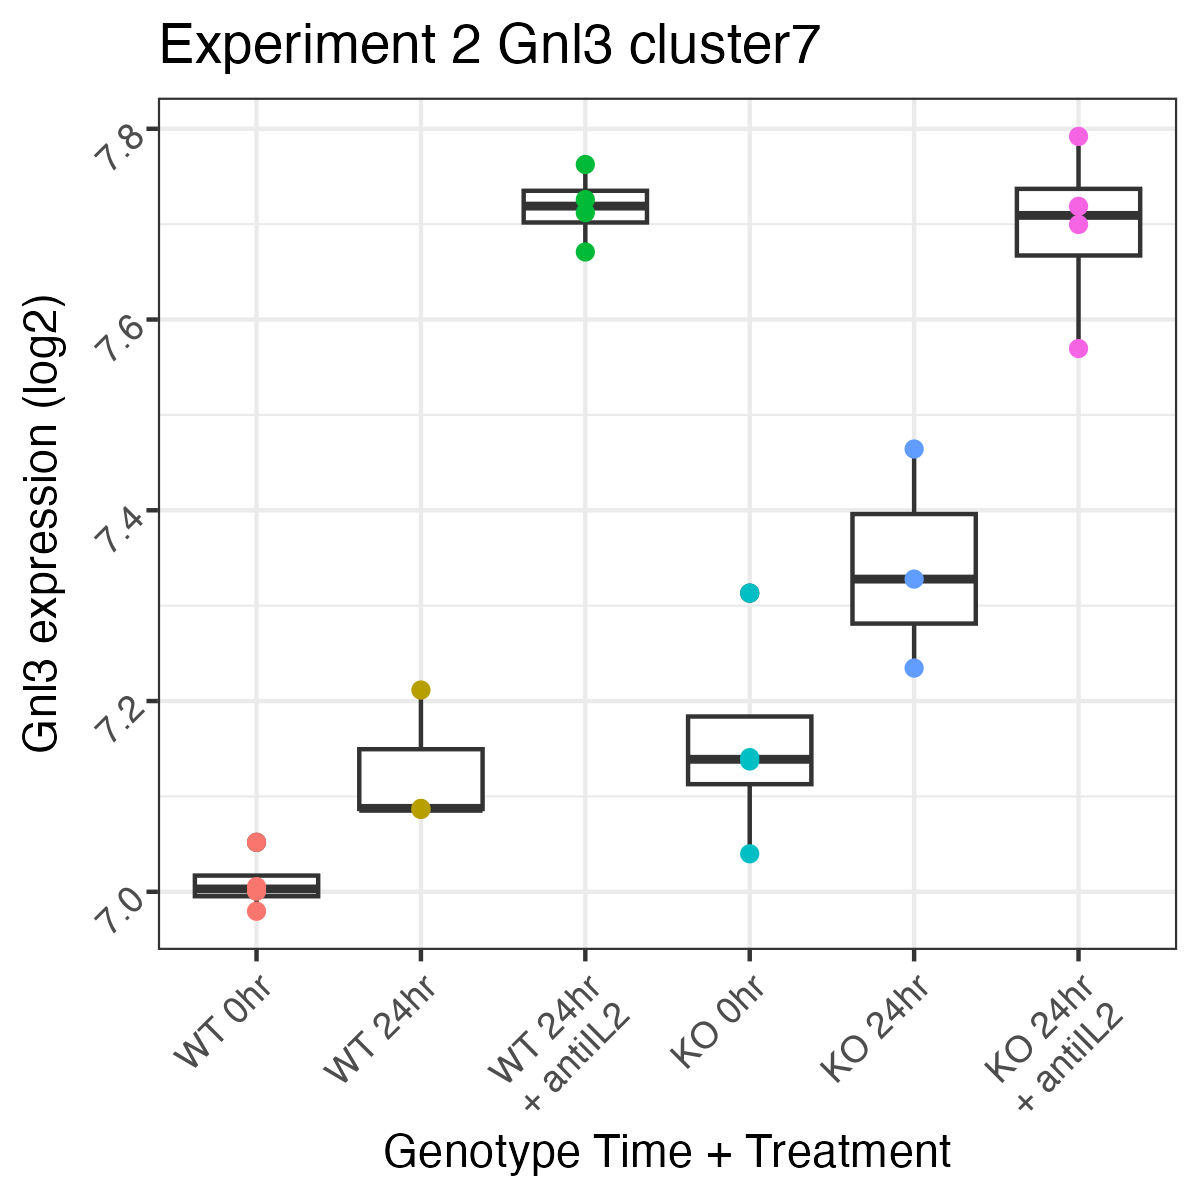 Experiment 2 Gnl3 cluster7
Gnl3 expression (log2)
7.8
7.6
7.4
7.2
7.0
WT 0hr
WT 24hr
WT 24hr
+ antiIL2
KO 0hr
KO 24hr
KO 24hr
+ antiIL2
Genotype Time + Treatment